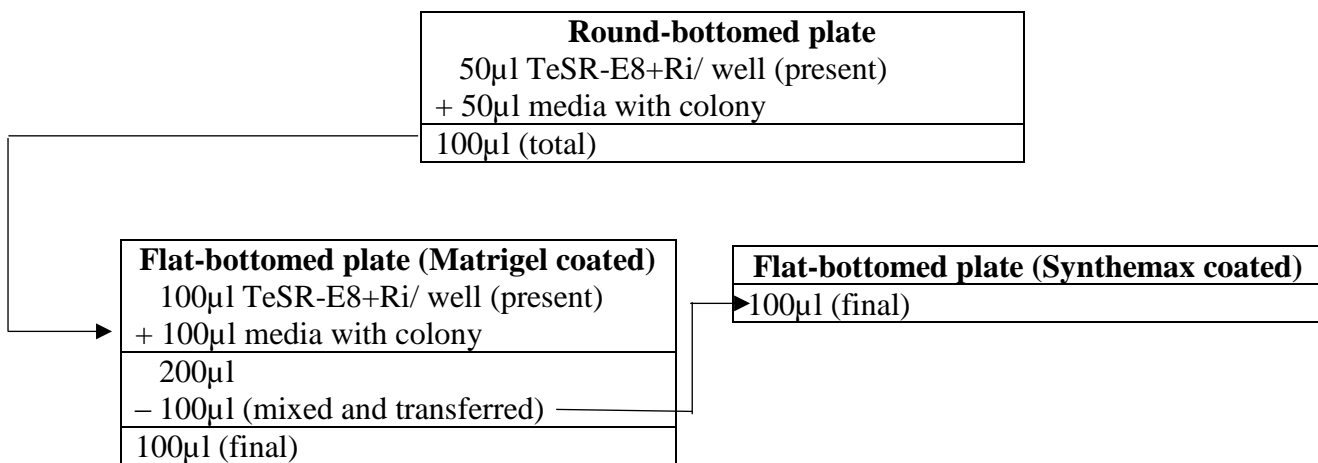 Round-bottomed plate
50µl TeSR-E8+Ri/ well (present)
+ 50µl media with colony
100µl (total)
Flat-bottomed plate (Matrigel coated)
100µl TeSR-E8+Ri/ well (present)
+ 100µl media with colony
200µl
– 100µl (mixed and transferred)
100µl (final)
Flat-bottomed plate (Synthemax coated)
100µl (final)